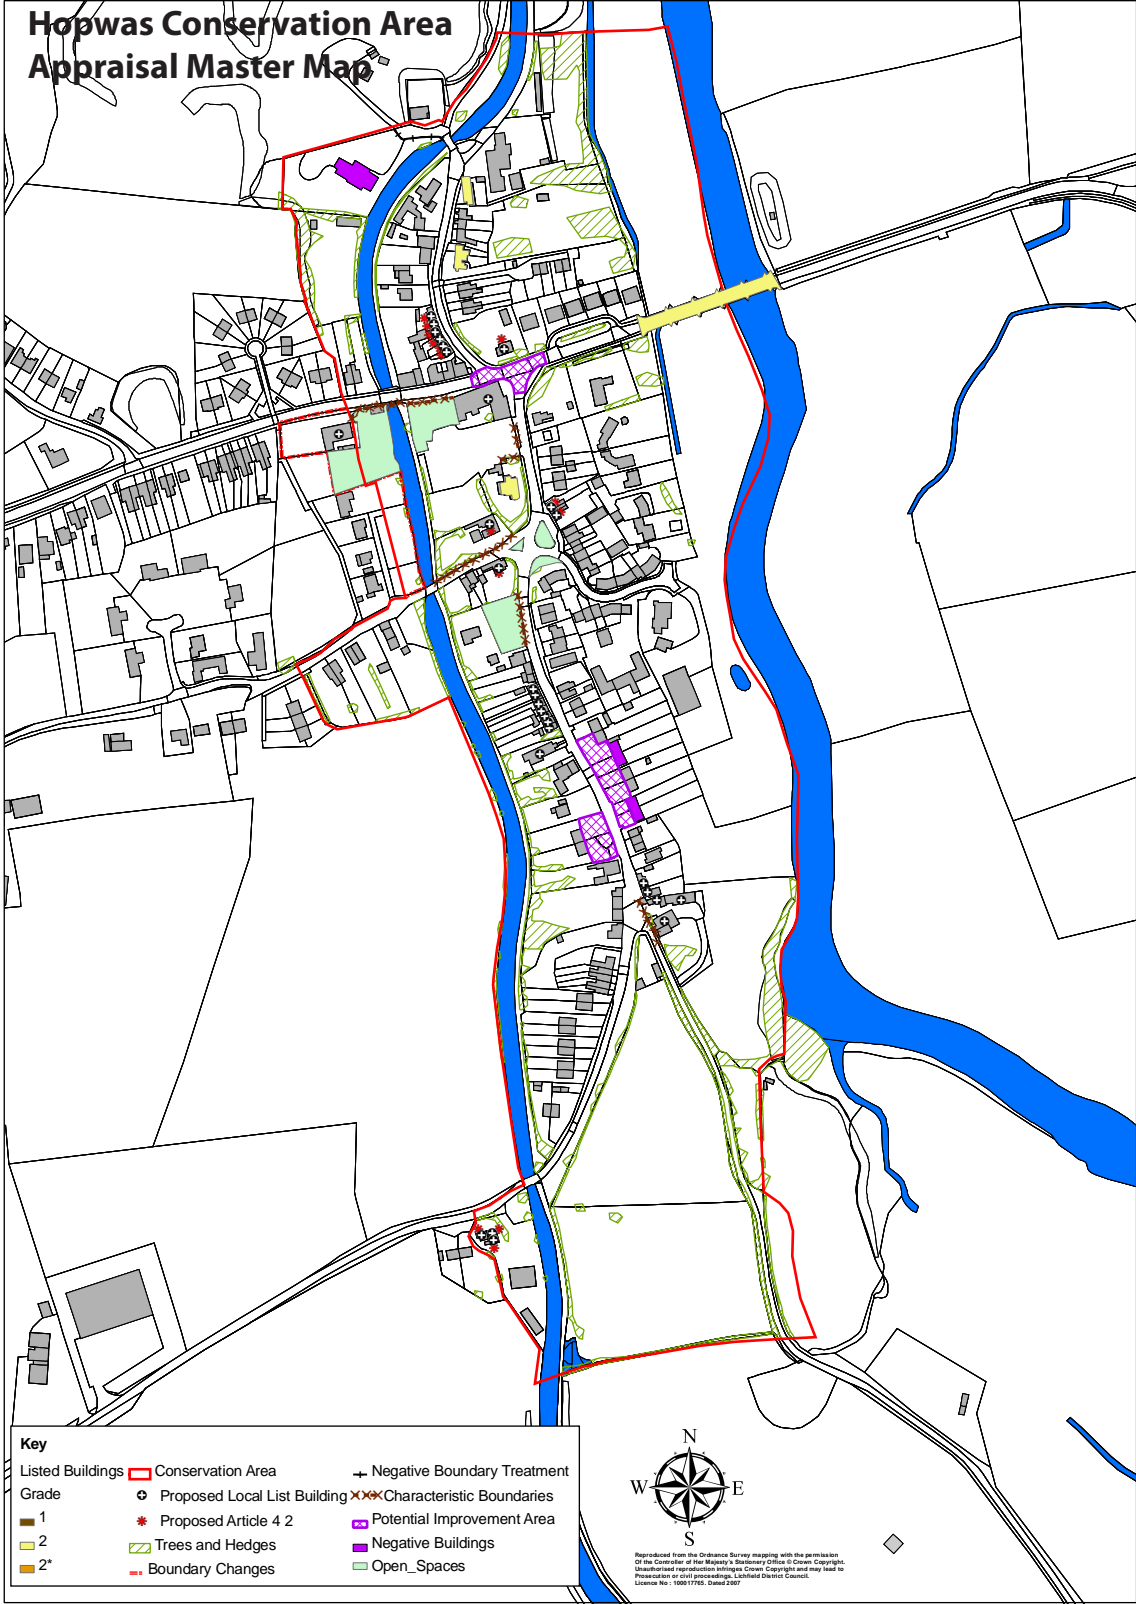 Hopwas Conservation Area
Appraisal Master Map
Key
Listed Buildings
Grade
1
2
2*
Conservation Area
Proposed Local List Building
Proposed Article 4 2
Trees and Hedges
Boundary Changes
Negative Boundary Treatment
Characteristic Boundaries
Potential Improvement Area
Negative Buildings
Open_Spaces
N
W
E
S
Reproduced from the Ordnance Survey mapping with the permission
Of the Controller of Her Majesty's Stationery Office © Crown Copyright.
Unauthorised reproduction infringes Crown Copyright and may lead to
Prosecution or civil proceedings. Lichfield District Council.
Licence No : 100017765. Dated 2007